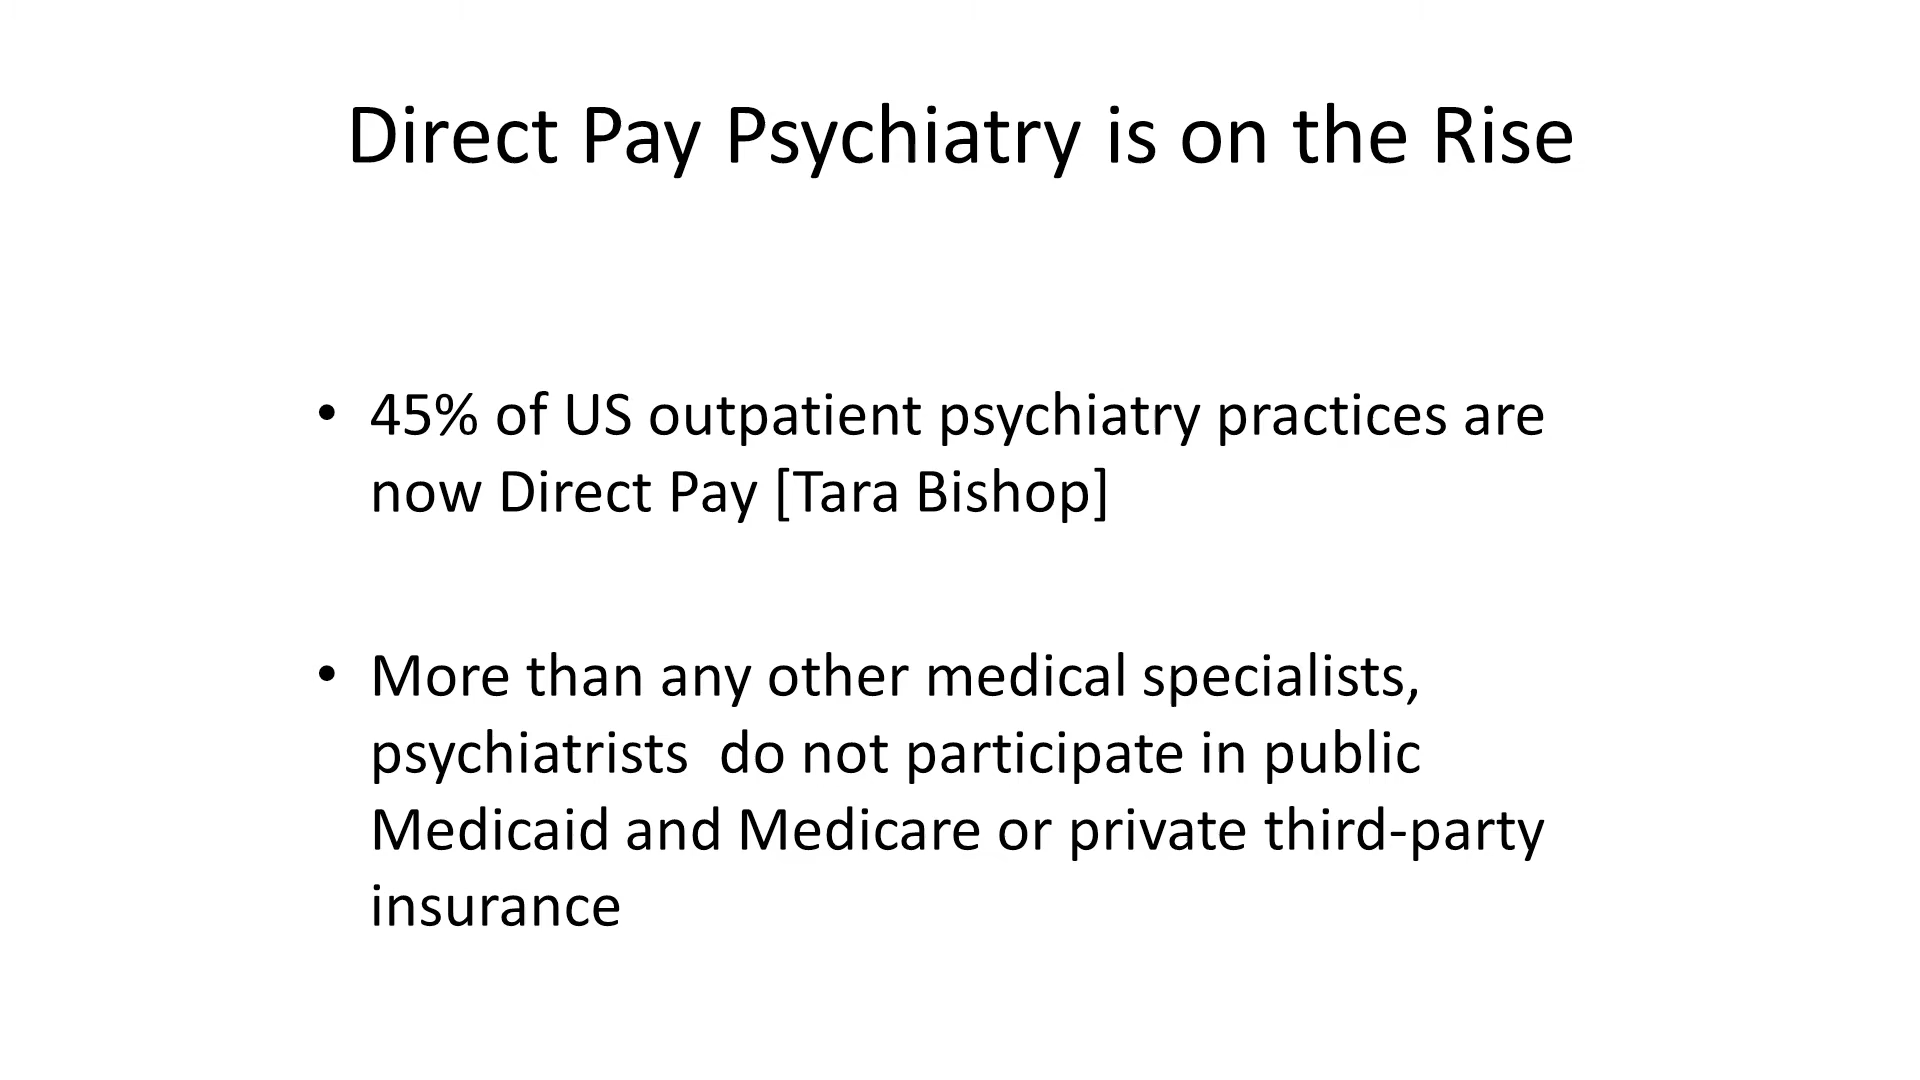 Direct Pay Psychiatry is on the Rise
• 45% of US outpatient psychiatry practices are
now Direct Pay [Tara Bishop]
• More than any other medical specialists,
psychiatrists  do not participate in public
Medicaid and Medicare or private third-party
insurance